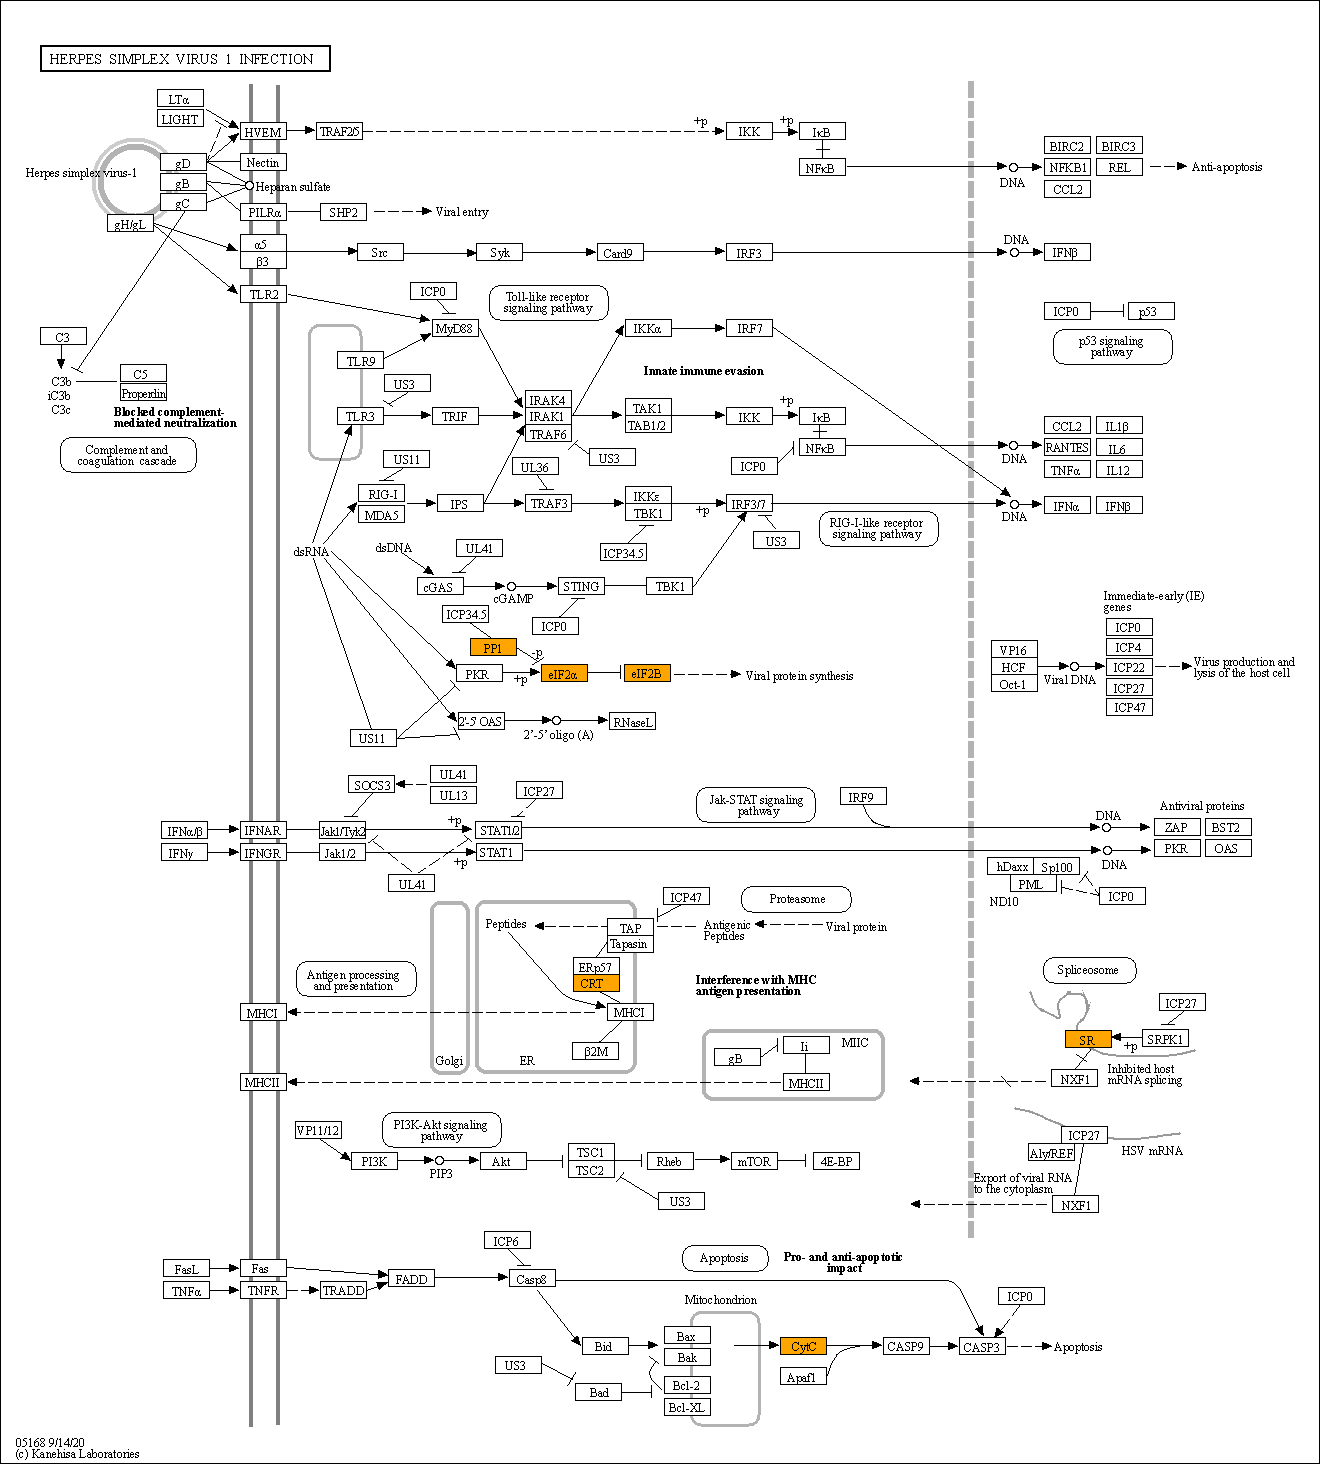 HERPES SIMPLEX VIRUS 1 INFECTION
LTα
LIGHT
HVEM
TRAF2/5
+p
IKK
+p
IκB
NFκB
DNA
BIRC2
BIRC3
NFKB1
REL
CCL2
Anti-apoptosis
Herpes simplex virus-1
gD
gB
gC
gH/gL
Nectin
Heparan sulfate
PILRα
SHP2
Viral entry
α5
β3
Src
Syk
Card9
IRF3
DNA
IFNβ
TLR2
ICP0
MyD88
Toll-like receptor
signaling pathway
IKKα
IRF7
ICP0
p53
p53 signaling
pathway
C3
C3b
iC3b
C3c
C5
Properdin
Blocked complement-
mediated neutralization
Complement and
coagulation cascade
TLR9
US3
TLR3
TRIF
Innate immune evasion
IRAK4
IRAK1
TRAF6
TAK1
TAB1/2
IKK
+p
IκB
NFκB
ICP0
US3
DNA
CCL2
IL1β
RANTES
IL6
TNFα
IL12
US11
RIG-I
MDA5
IPS
UL36
TRAF3
IKKε
TBK1
+p
IRF3/7
ICP34.5
US3
RIG-I-like receptor
signaling pathway
DNA
IFNα
IFNβ
dsRNA
dsDNA
UL41
cGAS
cGAMP
STING
TBK1
ICP0
ICP34.5
PP1
-p
PKR
+p
eIF2α
eIF2B
Viral protein synthesis
US11
2'-5' OAS
2'-5' oligo (A)
RNaseL
Immediate-early (IE)
genes
VP16
HCF
Oct-1
Viral DNA
ICP0
ICP4
ICP22
ICP27
ICP47
Virus production and
lysis of the host cell
SOCS3
UL41
UL13
ICP27
Jak-STAT signaling
pathway
IRF9
IFNα/β
IFNAR
Jak1/Tyk2
+p
STAT1/2
IFNγ
IFNGR
Jak1/2
+p
STAT1
UL41
DNA
DNA
Antiviral proteins
ZAP
BST2
PKR
OAS
hDaxx
Sp100
PML
ND10
ICP0
Peptides
TAP
Tapasin
ICP47
Antigenic
Peptides
Proteasome
Viral protein
ERp57
CRT
MHCI
β2M
Antigen processing
and presentation
Interference with MHC
antigen presentation
MHCI
Golgi
ER
MHCII
gB
Ii
MIIC
MHCII
Spliceosome
ICP27
SR
+p
SRPK1
NXF1
Inhibited host
mRNA splicing
ICP27
Aly/REF
HSV mRNA
Export of viral RNA
to the cytoplasm
NXF1
VP11/12
PI3K-Akt signaling
pathway
PI3K
PIP3
Akt
TSC1
TSC2
Rheb
mTOR
4E-BP
US3
FasL
Fas
TNFα
TNFR
TRADD
FADD
ICP6
Casp8
Apoptosis
Pro- and anti-apoptotic
impact
Mitochondrion
Bid
US3
Bad
Bax
Bak
Bcl-2
Bcl-XL
CytC
Apaf1
CASP9
CASP3
ICP0
Apoptosis
05168 9/14/20
(c) Kanehisa Laboratories